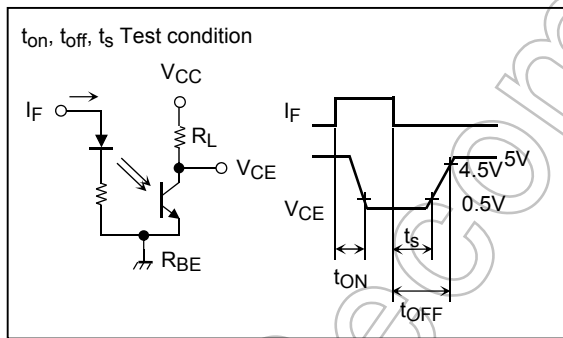 ton, toff, ts Test condition
VCC
IF
RL
VCE
RBE
IF
5V
4.5V
0.5V
VCE
ts
tON
tOFF